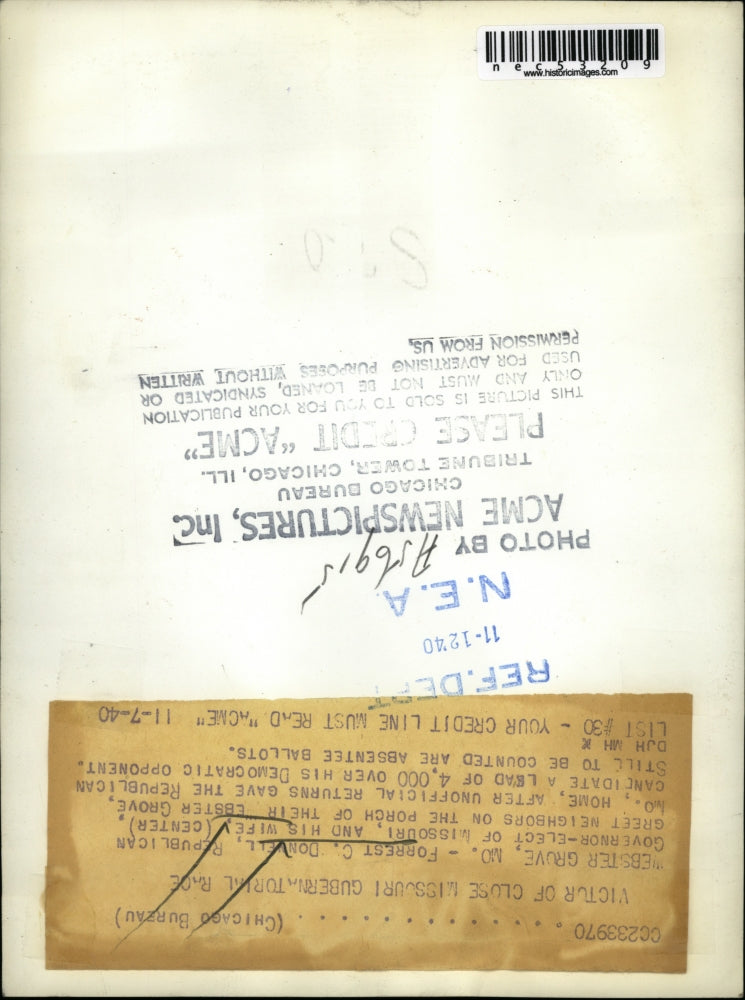 nec53209
www.historicimages.com
CC233970 . . . . . . . . . . . . . . (CHICAGO BUREAU)
VICTOR OF CLOSE MISSOURI GUBERNATORIAL RACE
WEBSTER GROVE, MO. - FORREST C. DONNELL, REPUBLICAN
GOVERNOR-ELECT OF MISSOURI, AND HIS WIFE, (CENTER),
GREET NEIGHBORS ON THE PORCH OF THEIR EBSTER GROVE,
MO., HOME, AFTER UNOFFICIAL RETURNS GAVE THE REPUBLICAN
CANDIDATE A LEAD OF 4,000 OVER HIS DEMOCRATIC OPPONENT.
STILL TO BE COUNTED ARE ABSENTEE BALLOTS.
DJH MH
LIST #30 - YOUR CREDIT LINE MUST READ "ACME" 11-7-40
REF. DEPT
11-12-40
N.E.A.
PHOTO BY
ACME NEWSPICTURES, Inc.
CHICAGO BUREAU
TRIBUNE TOWER, CHICAGO, ILL.
PLEASE CREDIT "ACME"
THIS PICTURE IS SOLD TO YOU FOR YOUR PUBLICATION
ONLY AND MUST NOT BE LOANED, SYNDICATED OR
USED FOR ADVERTISING PURPOSES WITHOUT WRITTEN
PERMISSION FROM US.